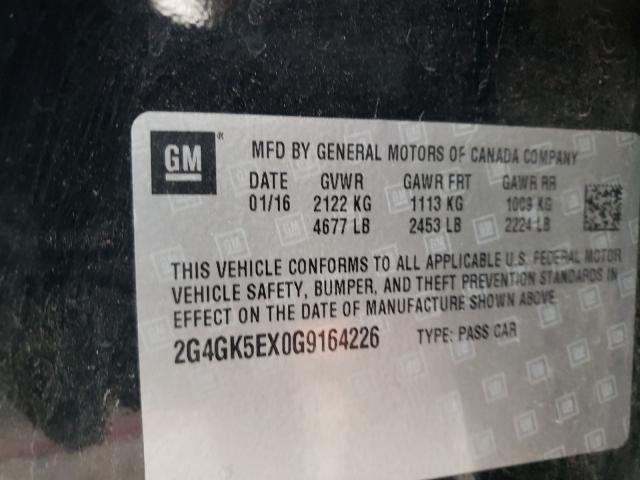 GM ® MFD BY GENERAL MOTORS OF CANADA COMPANY
DATE GVWR GAWR FRT GAWR RR
01/16 2122 KG 1113 KG 1009 KG
4677 LB 2453 LB 2224 LB
THIS VEHICLE CONFORMS TO ALL APPLICABLE U.S. FEDERAL MOTOR
VEHICLE SAFETY, BUMPER, AND THEFT PREVENTION STANDARDS IN
EFFECT ON THE DATE OF MANUFACTURE SHOWN ABOVE.
2G4GK5EX0G9164226 TYPE: PASS CAR